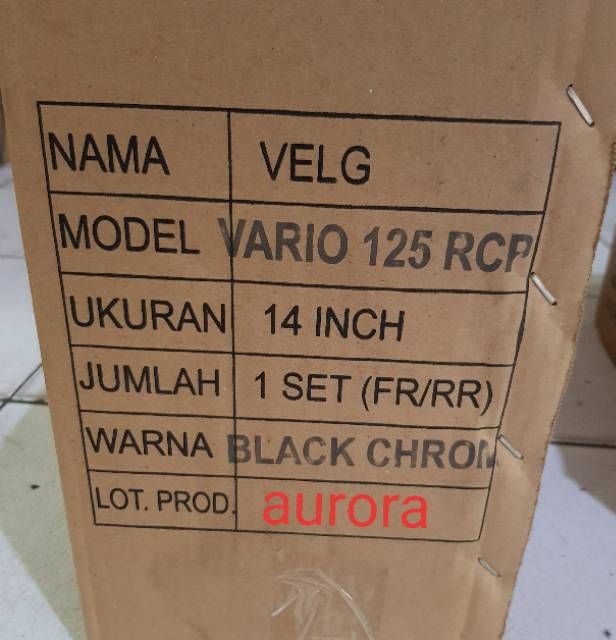 NAMA VELG
MODEL VARIO 125 RCP
UKURAN 14 INCH
JUMLAH 1 SET (FR/RR)
WARNA BLACK CHROM
LOT. PROD. aurora